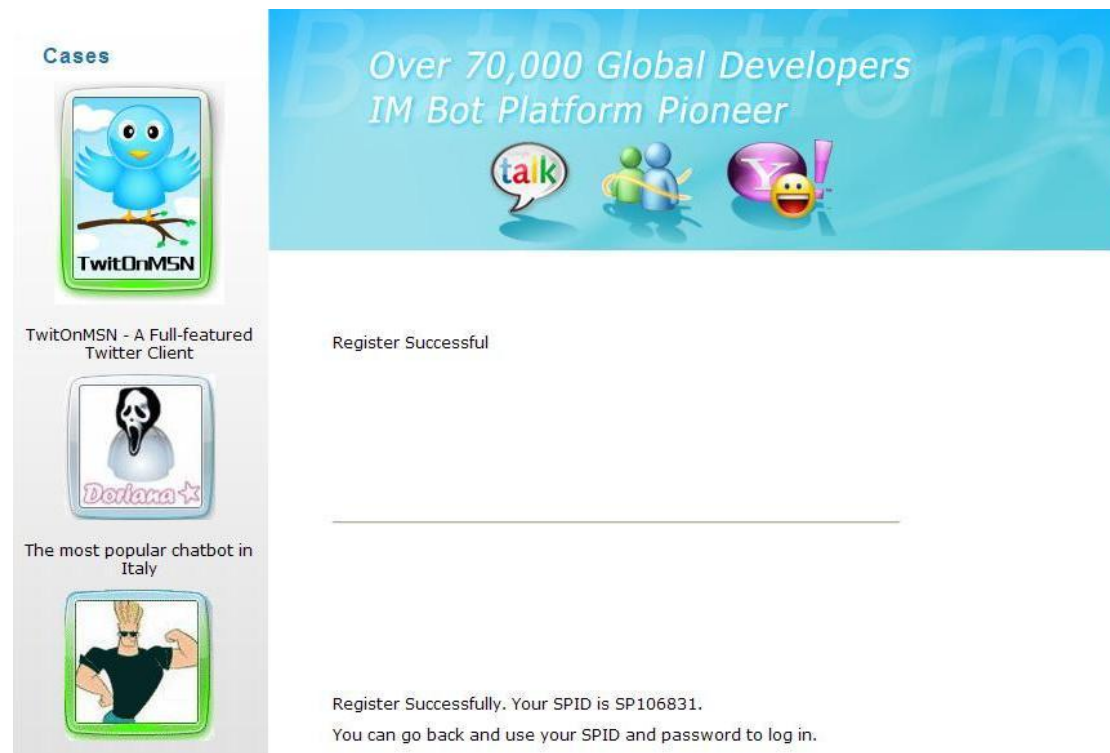 Cases
TwitOnMSN
TwitOnMSN - A Full-featured
Twitter Client
Doriana
The most popular chatbot in
Italy
BotPlatform
Over 70,000 Global Developers
IM Bot Platform Pioneer
talk
Y!
Register Successful
Register Successfully. Your SPID is SP106831.
You can go back and use your SPID and password to log in.